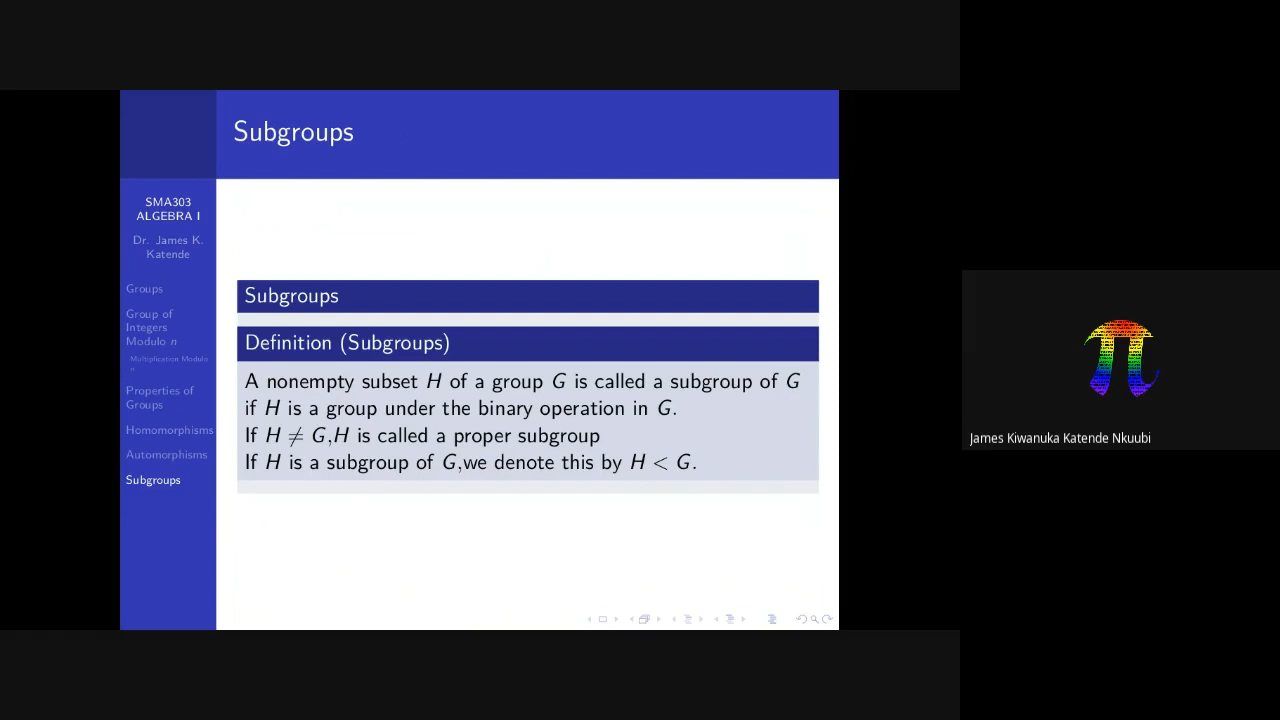 Subgroups
SMA303
ALGEBRA I
Dr. James K.
Katende
Groups
Group of
Integers
Modulo n
Multiplication Modulo
n
Properties of
Groups
Homomorphisms
Automorphisms
Subgroups
Subgroups
Definition (Subgroups)
A nonempty subset H of a group G is called a subgroup of G
if H is a group under the binary operation in G.
If H ≠ G,H is called a proper subgroup
If H is a subgroup of G,we denote this by H < G.
James Kiwanuka Katende Nkuubi